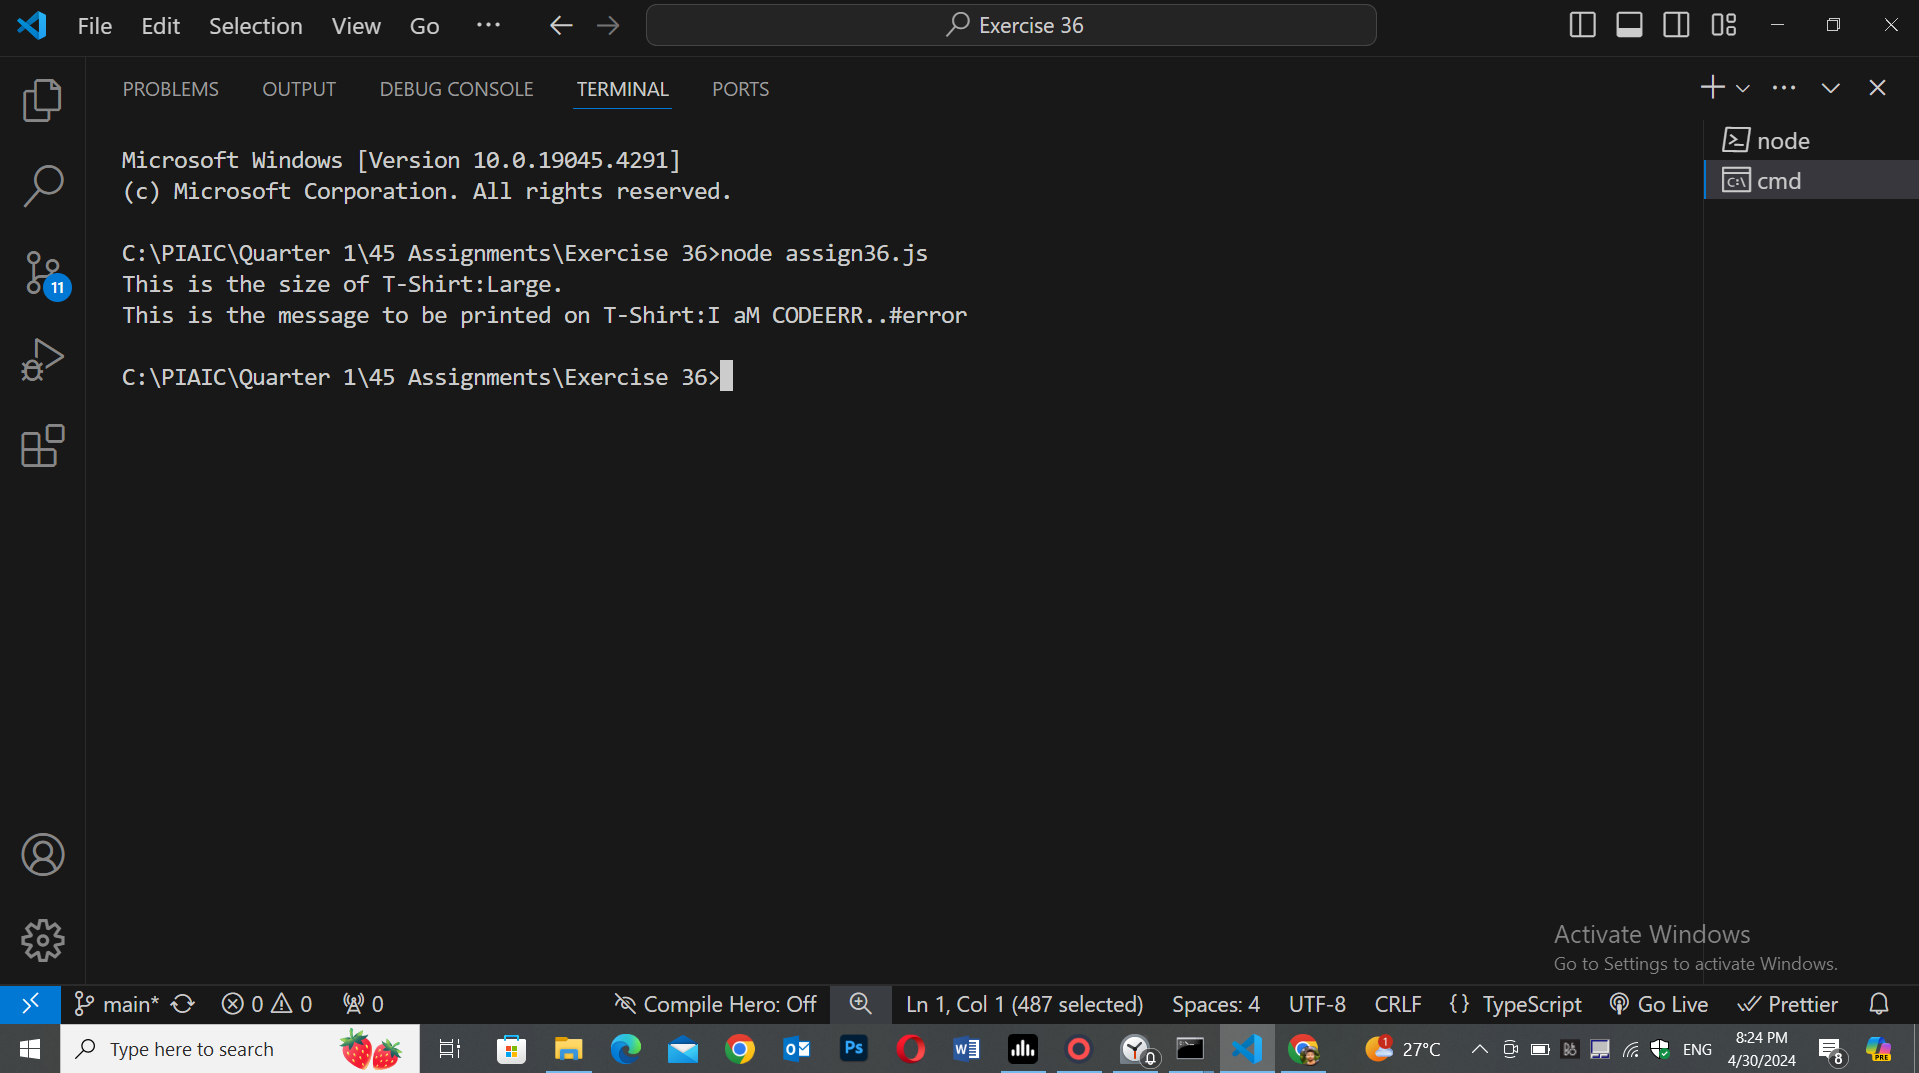 File Edit Selection View Go ··· Exercise 36
PROBLEMS OUTPUT DEBUG CONSOLE TERMINAL PORTS
node
cmd
Microsoft Windows [Version 10.0.19045.4291]
(c) Microsoft Corporation. All rights reserved.
C:\PIAIC\Quarter 1\45 Assignments\Exercise 36>node assign36.js
This is the size of T-Shirt:Large.
This is the message to be printed on T-Shirt:I aM CODEERR..#error
C:\PIAIC\Quarter 1\45 Assignments\Exercise 36>
11
Activate Windows
Go to Settings to activate Windows.
main* 0 0 0 Compile Hero: Off Ln 1, Col 1 (487 selected) Spaces: 4 UTF-8 CRLF {} TypeScript Go Live Prettier
Type here to search Ps 1 27°C ENG 8:24 PM
4/30/2024 8 PRE